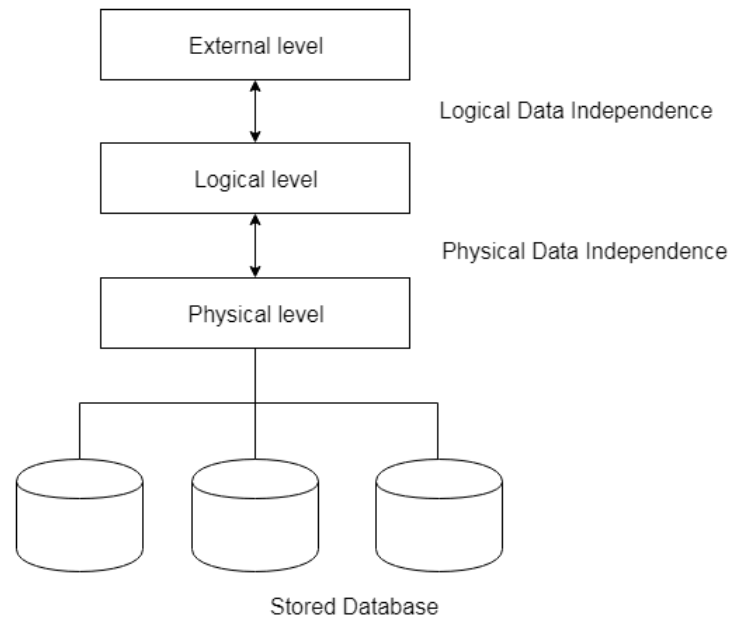 External level
Logical Data Independence
Logical level
Physical Data Independence
Physical level
Stored Database